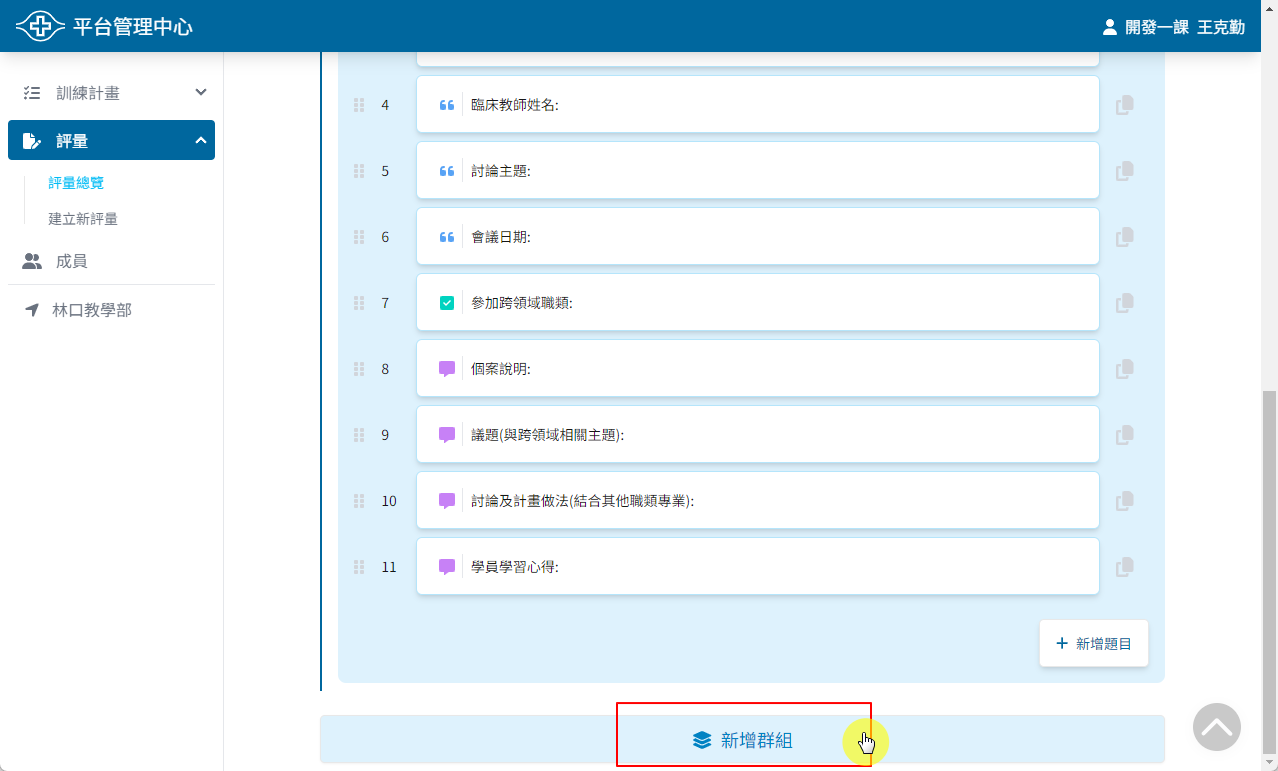 平台管理中心
開發一課 王克勤
訓練計畫
評量
評量總覽
建立新評量
成員
林口教學部
4 臨床教師姓名:
5 討論主題:
6 會議日期:
7 參加跨領域職類:
8 個案說明:
9 議題(與跨領域相關主題):
10 討論及計畫做法(結合其他職類專業):
11 學員學習心得:
新增題目
新增群組